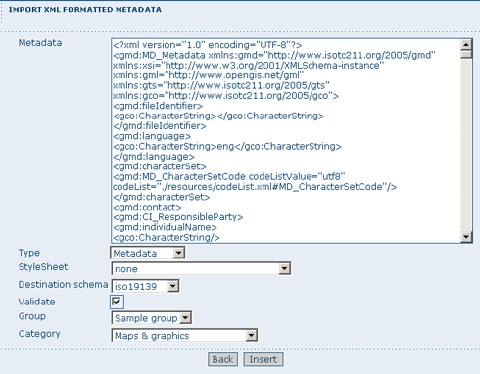 IMPORT XML FORMATTED METADATA
Metadata
<?xml version="1.0" encoding="UTF-8"?>
<gmd:MD_Metadata xmlns:gmd="http://www.isotc211.org/2005/gmd"
xmlns:xsi="http://www.w3.org/2001/XMLSchema-instance"
xmlns:gml="http://www.opengis.net/gml"
xmlns:gts="http://www.isotc211.org/2005/gts"
xmlns:gco="http://www.isotc211.org/2005/gco">
<gmd:fileIdentifier>
<gco:CharacterString></gco:CharacterString>
</gmd:fileIdentifier>
<gmd:language>
<gco:CharacterString>eng</gco:CharacterString>
</gmd:language>
<gmd:characterSet>
<gmd:MD_CharacterSetCode codeListValue="utf8"
codeList="./resources/codeList.xml#MD_CharacterSetCode"/>
</gmd:characterSet>
<gmd:contact>
<gmd:CI_ResponsibleParty>
<gmd:individualName>
<gco:CharacterString/>
Type Metadata
StyleSheet none
Destination schema iso19139
Validate
Group Sample group
Category Maps & graphics
Back Insert